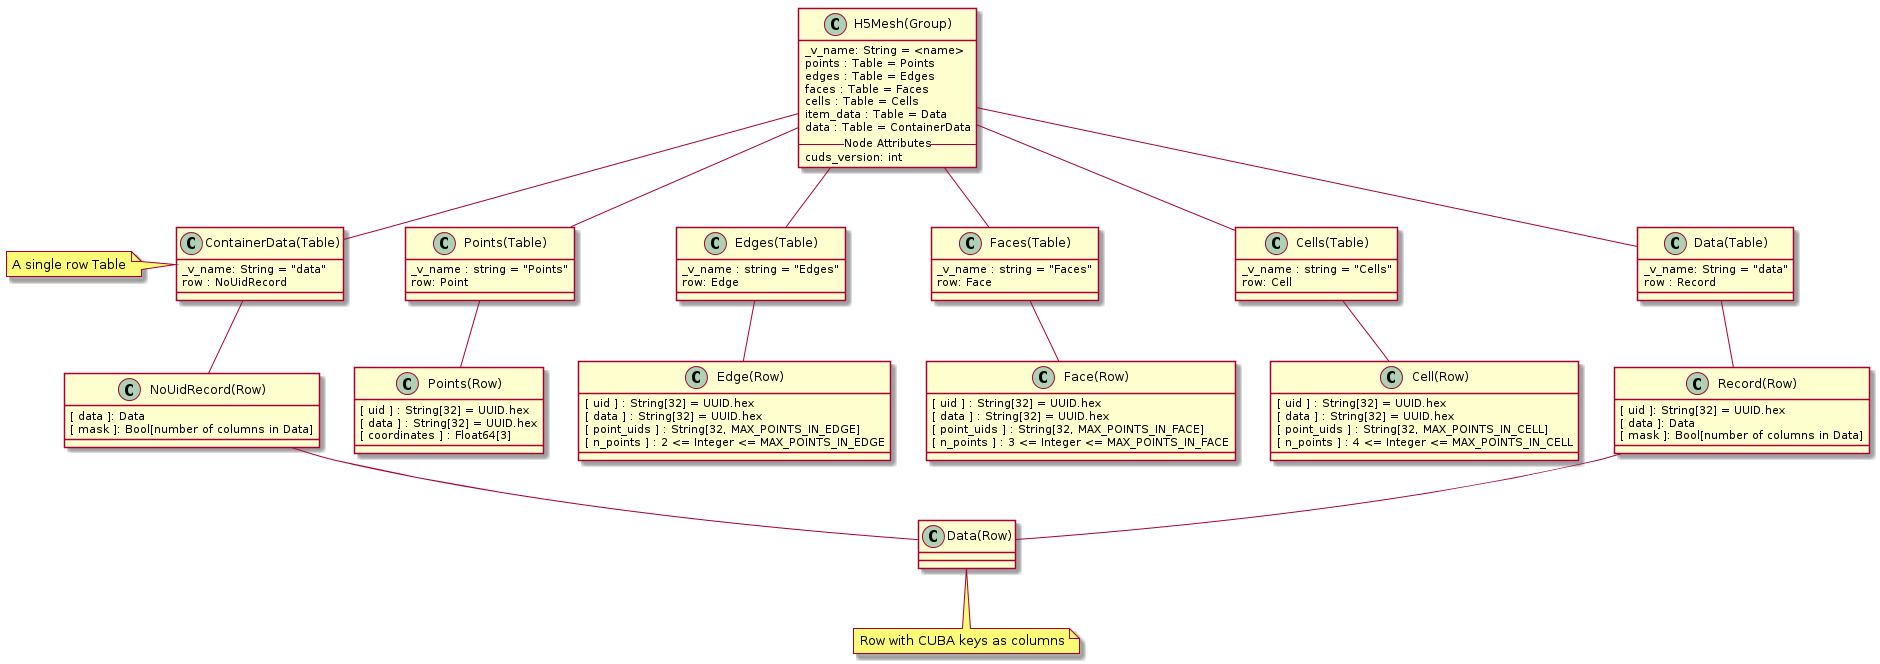 C H5Mesh(Group)
_v_name: String = <name>
points : Table = Points
edges : Table = Edges
faces : Table = Faces
cells : Table = Cells
item_data : Table = Data
data : Table = ContainerData
Node Attributes
cuds_version: int
A single row Table
C ContainerData(Table)
_v_name: String = "data"
row : NoUidRecord
C Points(Table)
_v_name : string = "Points"
row: Point
C Edges(Table)
_v_name : string = "Edges"
row: Edge
C Faces(Table)
_v_name : string = "Faces"
row: Face
C Cells(Table)
_v_name : string = "Cells"
row: Cell
C Data(Table)
_v_name: String = "data"
row : Record
C NoUidRecord(Row)
[ data ]: Data
[ mask ]: Bool[number of columns in Data]
C Points(Row)
[ uid ] : String[32] = UUID.hex
[ data ] : String[32] = UUID.hex
[ coordinates ] : Float64[3]
C Edge(Row)
[ uid ] : String[32] = UUID.hex
[ data ] : String[32] = UUID.hex
[ point_uids ] : String[32, MAX_POINTS_IN_EDGE]
[ n_points ] : 2 <= Integer <= MAX_POINTS_IN_EDGE
C Face(Row)
[ uid ] : String[32] = UUID.hex
[ data ] : String[32] = UUID.hex
[ point_uids ] : String[32, MAX_POINTS_IN_FACE]
[ n_points ] : 3 <= Integer <= MAX_POINTS_IN_FACE
C Cell(Row)
[ uid ] : String[32] = UUID.hex
[ data ] : String[32] = UUID.hex
[ point_uids ] : String[32, MAX_POINTS_IN_CELL]
[ n_points ] : 4 <= Integer <= MAX_POINTS_IN_CELL
C Record(Row)
[ uid ]: String[32] = UUID.hex
[ data ]: Data
[ mask ]: Bool[number of columns in Data]
C Data(Row)
Row with CUBA keys as columns